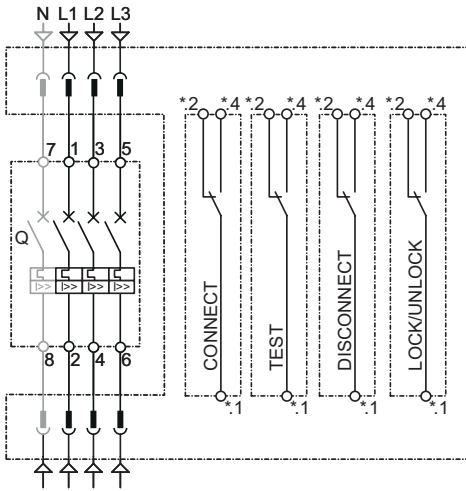 N L1 L2 L3
*.2 *.4 *.2 *.4 *.2 *.4 *.2 *.4
7 1 3 5
Q
I>> I>> I>> I>>
CONNECT
TEST
DISCONNECT
LOCK/UNLOCK
8 2 4 6
*.1 *.1 *.1 *.1